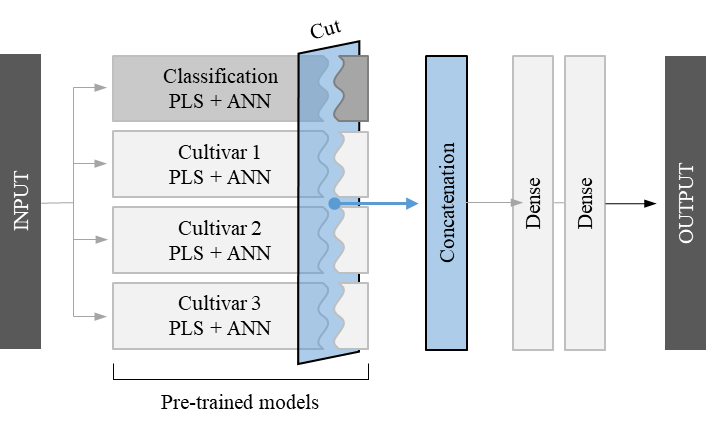 Cut
INPUT
Classification
PLS + ANN
Cultivar 1
PLS + ANN
Cultivar 2
PLS + ANN
Cultivar 3
PLS + ANN
Pre-trained models
Concatenation
Dense
Dense
OUTPUT